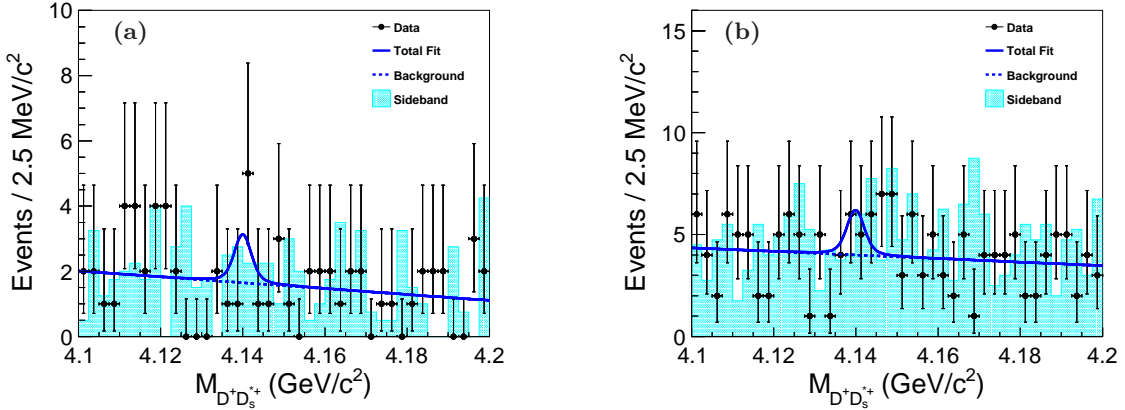 (a)
Data
Total Fit
Background
Sideband
Events / 2.5 MeV/c²
10
8
6
4
2
0
4.1 4.12 4.14 4.16 4.18 4.2
M_{D⁺D_s^{*+}} (GeV/c²)
(b)
Data
Total Fit
Background
Sideband
Events / 2.5 MeV/c²
15
10
5
0
4.1 4.12 4.14 4.16 4.18 4.2
M_{D⁺D_s^{*+}} (GeV/c²)